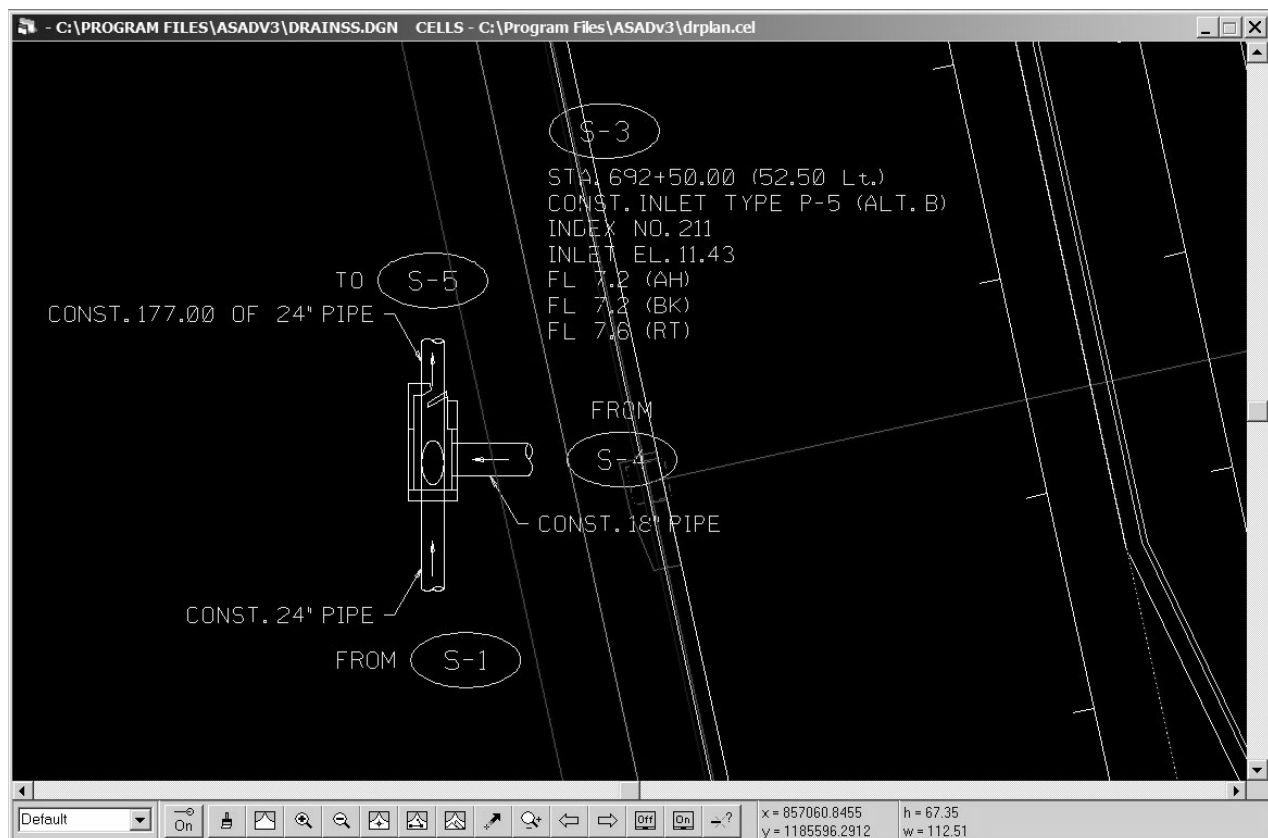 - C:\PROGRAM FILES\ASADV3\DRAINSS.DGN CELLS - C:\Program Files\ASADv3\drplan.cel
S-3
STA. 692+50.00 (52.50 Lt.)
CONST. INLET TYPE P-5 (ALT. B)
INDEX NO. 211
INLET EL. 11.43
FL 7.2 (AH)
FL 7.2 (BK)
FL 7.6 (RT)
TO S-5
CONST. 177.00 OF 24" PIPE
FROM
S-4
CONST. 18" PIPE
CONST. 24" PIPE
FROM S-1
Default
On
Off
On
x = 857060.8455
y = 1185596.2912
h = 67.35
w = 112.51